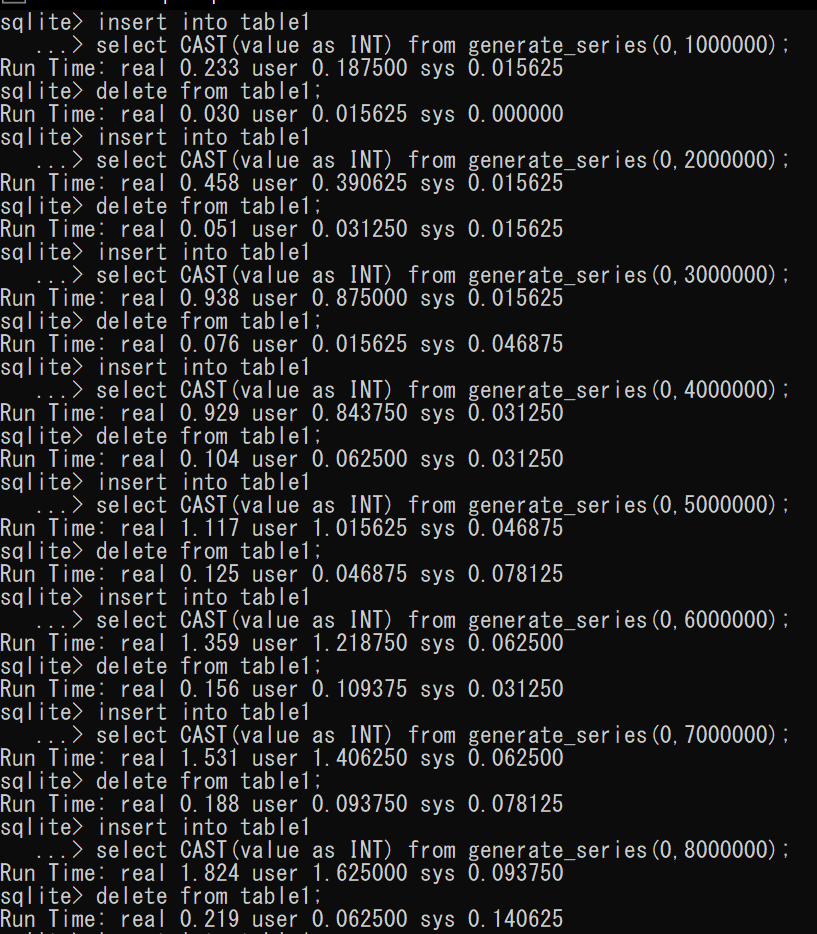 sqlite> insert into table1
   ...> select CAST(value as INT) from generate_series(0,1000000);
Run Time: real 0.233 user 0.187500 sys 0.015625
sqlite> delete from table1;
Run Time: real 0.030 user 0.015625 sys 0.000000
sqlite> insert into table1
   ...> select CAST(value as INT) from generate_series(0,2000000);
Run Time: real 0.458 user 0.390625 sys 0.015625
sqlite> delete from table1;
Run Time: real 0.051 user 0.031250 sys 0.015625
sqlite> insert into table1
   ...> select CAST(value as INT) from generate_series(0,3000000);
Run Time: real 0.938 user 0.875000 sys 0.015625
sqlite> delete from table1;
Run Time: real 0.076 user 0.015625 sys 0.046875
sqlite> insert into table1
   ...> select CAST(value as INT) from generate_series(0,4000000);
Run Time: real 0.929 user 0.843750 sys 0.031250
sqlite> delete from table1;
Run Time: real 0.104 user 0.062500 sys 0.031250
sqlite> insert into table1
   ...> select CAST(value as INT) from generate_series(0,5000000);
Run Time: real 1.117 user 1.015625 sys 0.046875
sqlite> delete from table1;
Run Time: real 0.125 user 0.046875 sys 0.078125
sqlite> insert into table1
   ...> select CAST(value as INT) from generate_series(0,6000000);
Run Time: real 1.359 user 1.218750 sys 0.062500
sqlite> delete from table1;
Run Time: real 0.156 user 0.109375 sys 0.031250
sqlite> insert into table1
   ...> select CAST(value as INT) from generate_series(0,7000000);
Run Time: real 1.531 user 1.406250 sys 0.062500
sqlite> delete from table1;
Run Time: real 0.188 user 0.093750 sys 0.078125
sqlite> insert into table1
   ...> select CAST(value as INT) from generate_series(0,8000000);
Run Time: real 1.824 user 1.625000 sys 0.093750
sqlite> delete from table1;
Run Time: real 0.219 user 0.062500 sys 0.140625